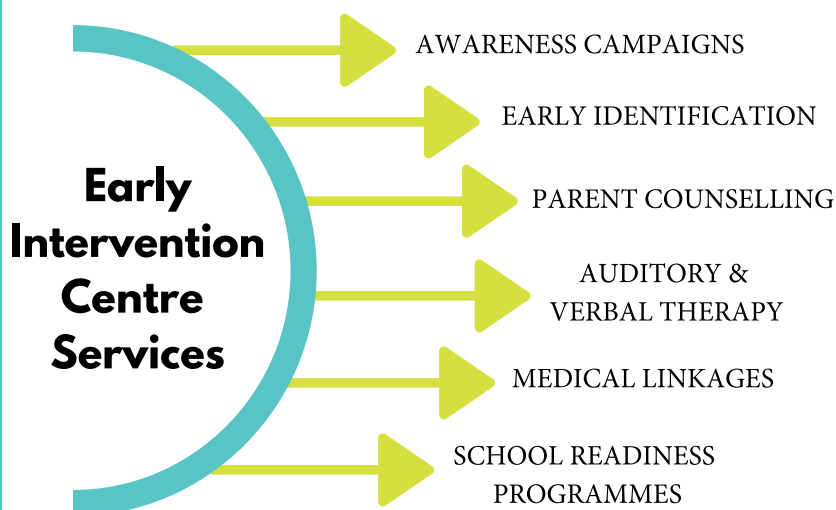 Early
Intervention
Centre
Services
AWARENESS CAMPAIGNS
EARLY IDENTIFICATION
PARENT COUNSELLING
AUDITORY &
VERBAL THERAPY
MEDICAL LINKAGES
SCHOOL READINESS
PROGRAMMES